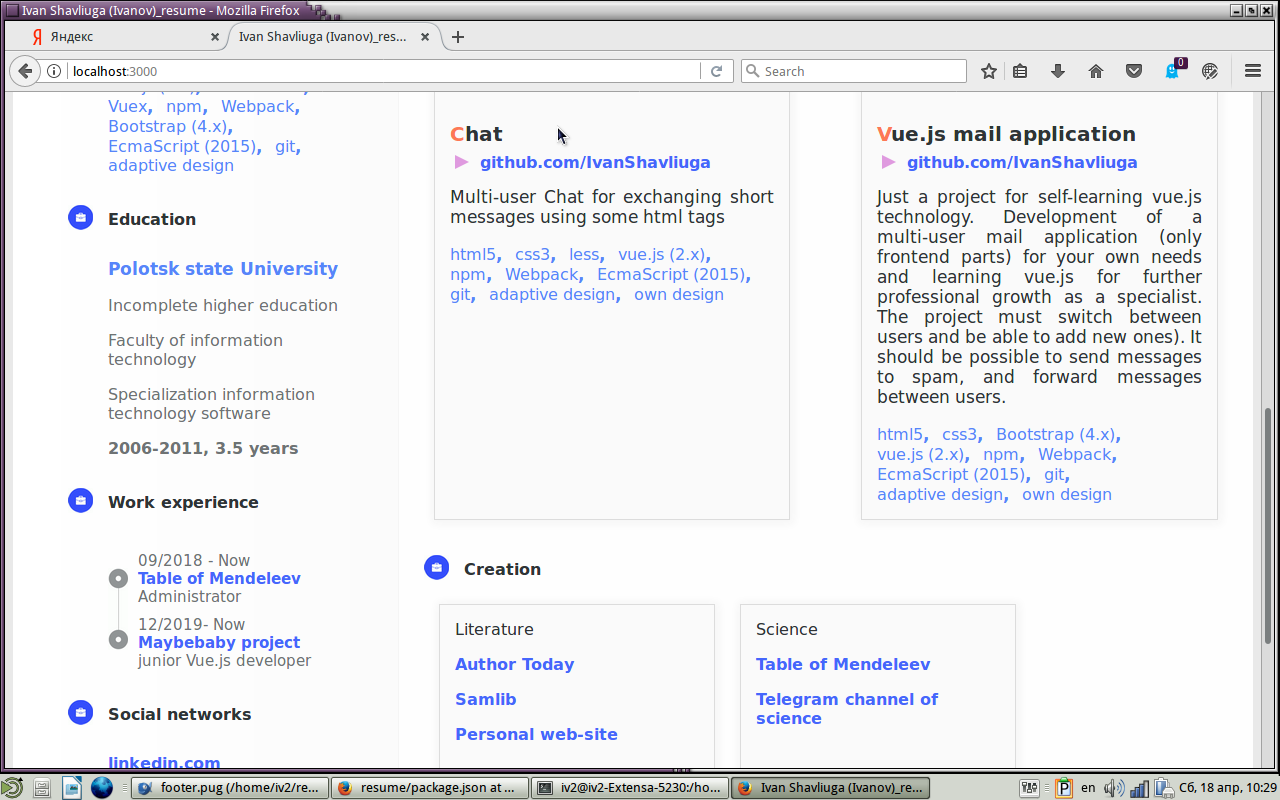 Ivan Shavliuga (Ivanov)_resume - Mozilla Firefox
Яндекс
Ivan Shavliuga (Ivanov)_res...
localhost:3000
Search
0
Vuex, npm, Webpack,
Bootstrap (4.x),
EcmaScript (2015), git,
adaptive design
Education
Polotsk state University
Incomplete higher education
Faculty of information
technology
Specialization information
technology software
2006-2011, 3.5 years
Work experience
09/2018 - Now
Table of Mendeleev
Administrator
12/2019- Now
Maybebaby project
junior Vue.js developer
Social networks
linkedin.com
Chat
github.com/IvanShavliuga
Multi-user Chat for exchanging short
messages using some html tags
html5, css3, less, vue.js (2.x),
npm, Webpack, EcmaScript (2015),
git, adaptive design, own design
Vue.js mail application
github.com/IvanShavliuga
Just a project for self-learning vue.js
technology. Development of a
multi-user mail application (only
frontend parts) for your own needs
and learning vue.js for further
professional growth as a specialist.
The project must switch between
users and be able to add new ones). It
should be possible to send messages
to spam, and forward messages
between users.
html5, css3, Bootstrap (4.x),
vue.js (2.x), npm, Webpack,
EcmaScript (2015), git,
adaptive design, own design
Creation
Literature
Author Today
Samlib
Personal web-site
Science
Table of Mendeleev
Telegram channel of
science
footer.pug (/home/iv2/re...
resume/package.json at ...
iv2@iv2-Extensa-5230:/ho...
Ivan Shavliuga (Ivanov)_re...
en
Сб, 18 апр, 10:29